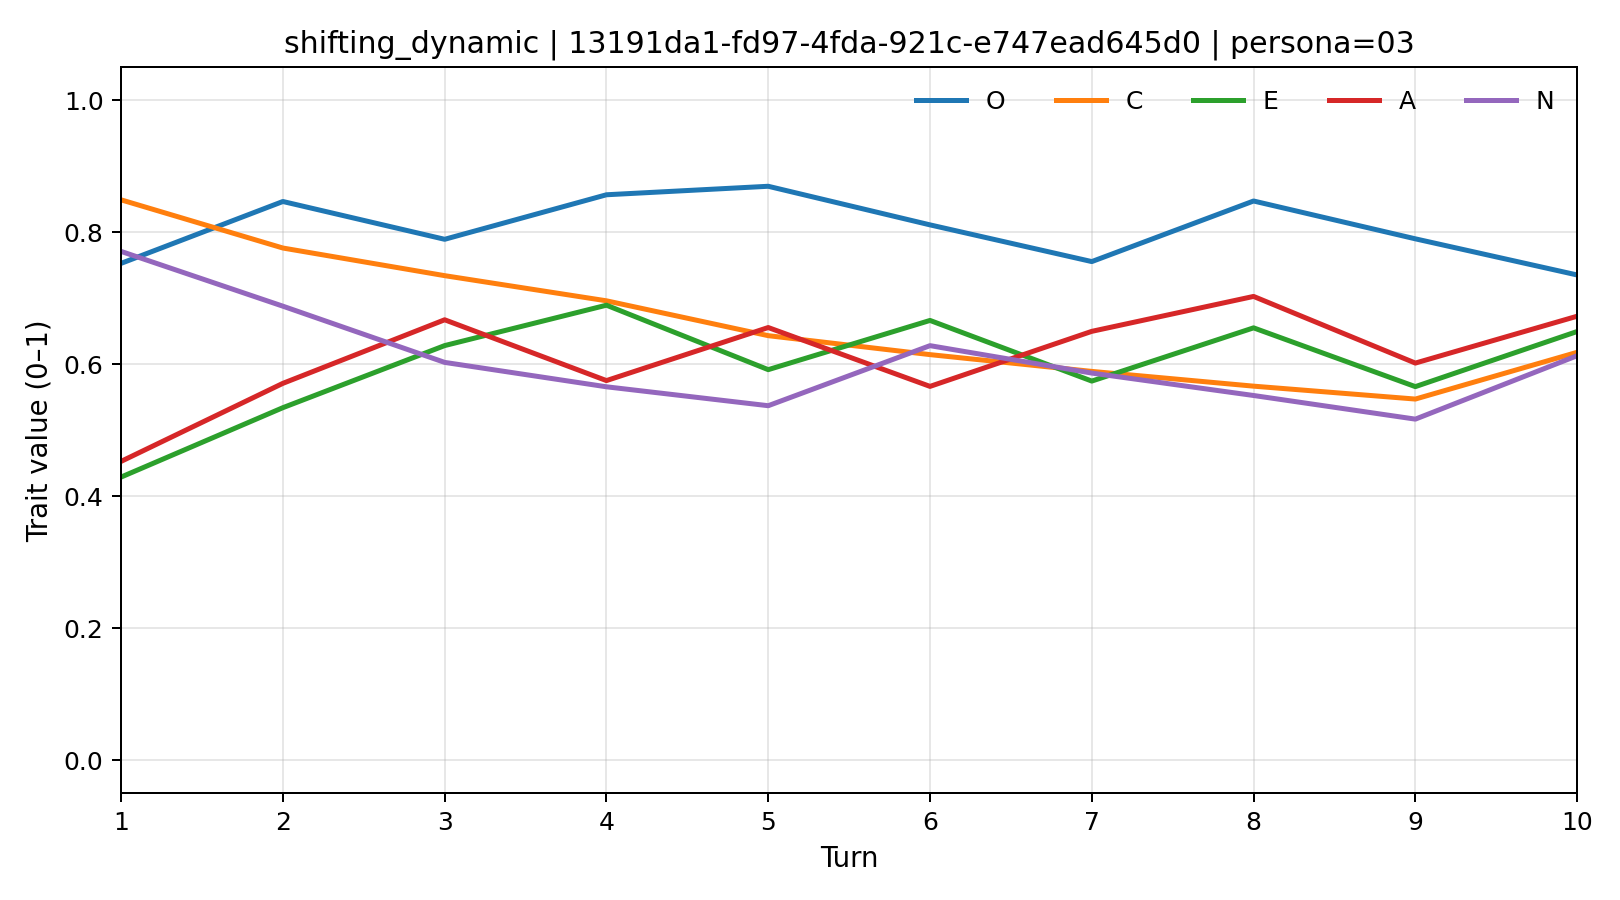 shifting_dynamic | 13191da1-fd97-4fda-921c-e747ead645d0 | persona=03
O C E A N
Trait value (0–1)
1.0
0.8
0.6
0.4
0.2
0.0
1 2 3 4 5 6 7 8 9 10
Turn